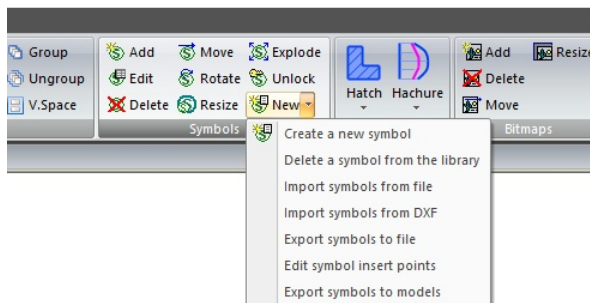 Group
Ungroup
V.Space
Add Move Explode
Edit Rotate Unlock
Delete Resize New
Symbols
Hatch Hachure
Add Resize
Delete
Move
Bitmaps
Create a new symbol
Delete a symbol from the library
Import symbols from file
Import symbols from DXF
Export symbols to file
Edit symbol insert points
Export symbols to models